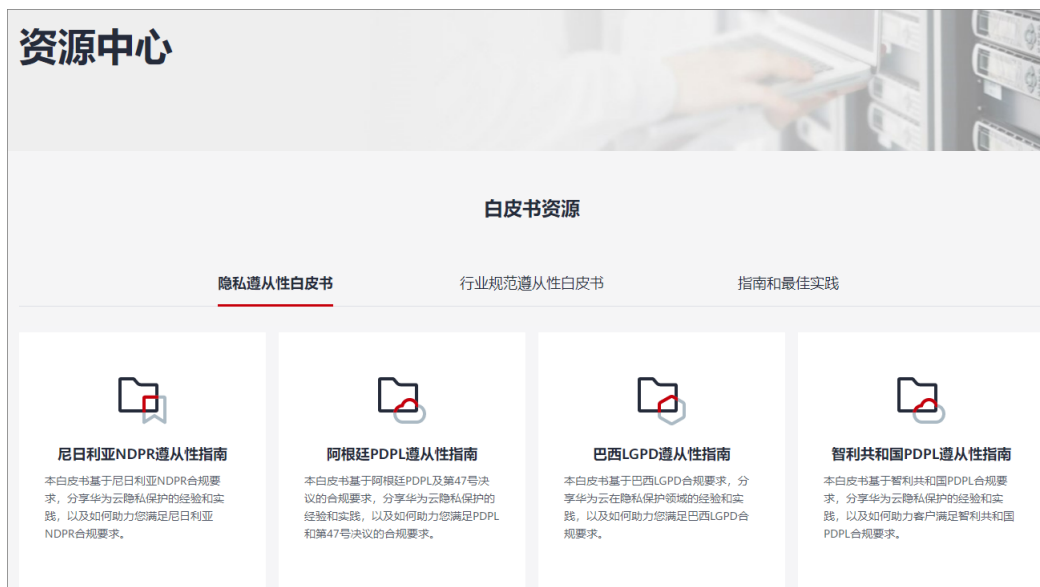 资源中心
白皮书资源
隐私遵从性白皮书
行业规范遵从性白皮书
指南和最佳实践
尼日利亚NDPR遵从性指南
本白皮书基于尼日利亚NDPR合规要
求，分享华为云隐私保护的经验和实
践，以及如何助力您满足尼日利亚
NDPR合规要求。
阿根廷PDPL遵从性指南
本白皮书基于阿根廷PDPL及第47号决
议的合规要求，分享华为云隐私保护的
经验和实践，以及如何助力您满足PDPL
和第47号决议的合规要求。
巴西LGPD遵从性指南
本白皮书基于巴西LGPD合规要求，分
享华为云在隐私保护领域的经验和实
践，以及如何助力您满足巴西LGPD合
规要求。
智利共和国PDPL遵从性指南
本白皮书基于智利共和国PDPL合规要
求，分享华为云隐私保护的经验和实
践，以及如何助力客户满足智利共和国
PDPL合规要求。